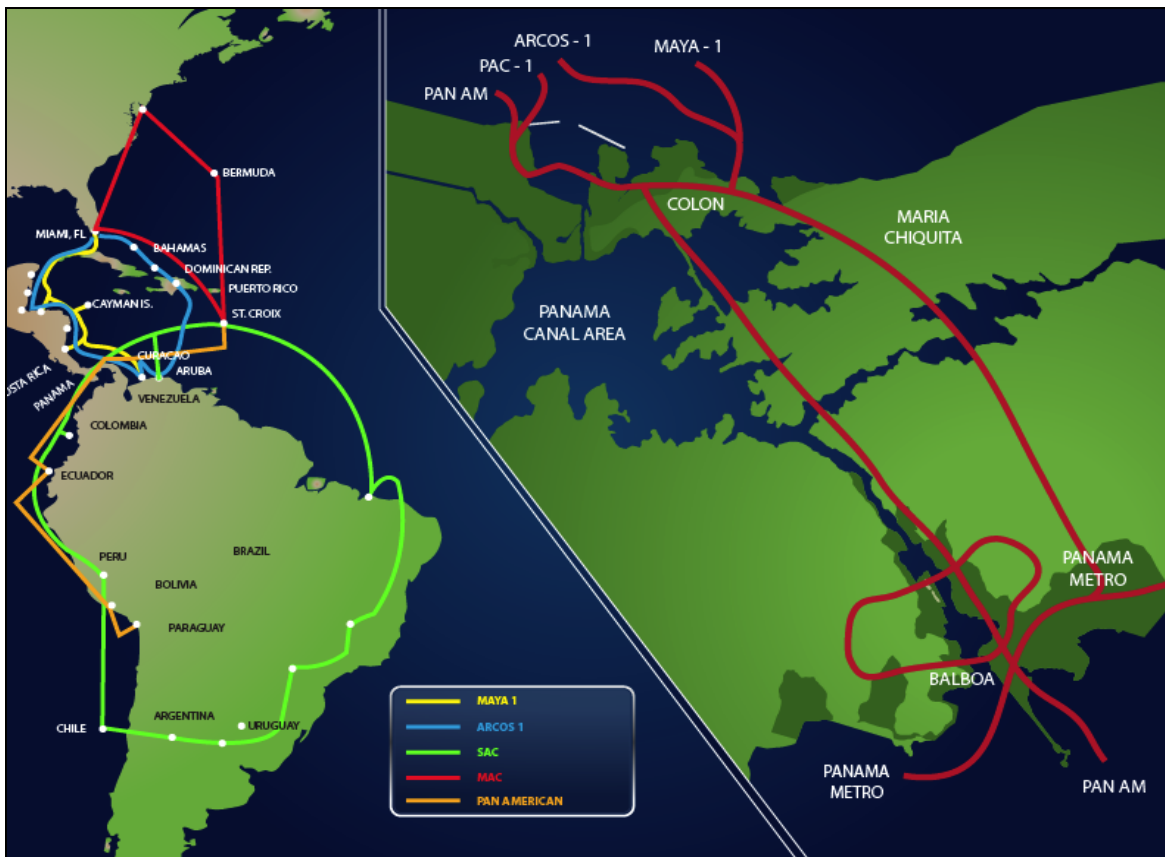 BERMUDA
MIAMI, FL
BAHAMAS
DOMINICAN REP.
PUERTO RICO
CAYMAN IS.
ST. CROIX
CURACAO
ARUBA
OSTA RICA
PANAMA
VENEZUELA
COLOMBIA
ECUADOR
PERU
BRAZIL
BOLIVIA
PARAGUAY
CHILE
ARGENTINA
URUGUAY
MAYA 1
ARCOS 1
SAC
MAC
PAN AMERICAN
ARCOS - 1
MAYA - 1
PAC - 1
PAN AM
COLON
MARIA
CHIQUITA
PANAMA
CANAL AREA
PANAMA
METRO
BALBOA
PANAMA
METRO
PAN AM